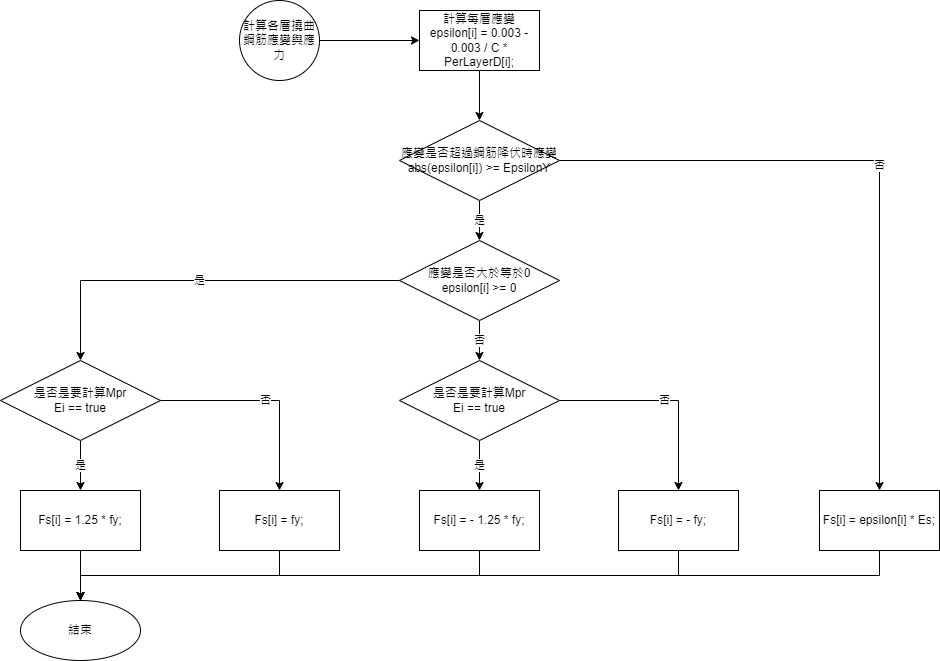 計算各層撓曲
鋼筋應變與應
力
計算每層應變
epsilon[i] = 0.003 -
0.003 / C *
PerLayerD[i];
應變是否超過鋼筋降伏時應變
abs(epsilon[i]) >= EpsilonY
否
是
應變是否大於等於0
epsilon[i] >= 0
是
否
是否是要計算Mpr
Ei == true
否
是否是要計算Mpr
Ei == true
否
是
是
Fs[i] = 1.25 * fy;
Fs[i] = fy;
Fs[i] = - 1.25 * fy;
Fs[i] = - fy;
Fs[i] = epsilon[i] * Es;
結束